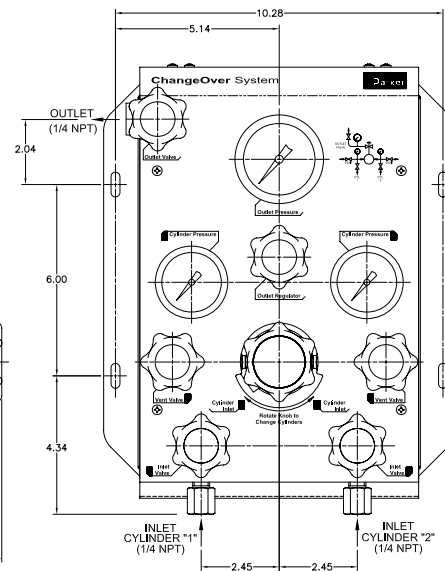 10.28
5.14
ChangeOver System
Parker
OUTLET
(1/4 NPT)
Outlet Valve
2.04
Outlet Pressure
Cylinder Pressure
Cylinder Pressure
6.00
Outlet Regulator
Vent Valve
Vent Valve
Cylinder
Inlet
Cylinder
Inlet
Rotate Knob to
Change Cylinders
4.34
Inlet
Valve
Inlet
Valve
INLET
CYLINDER "1"
(1/4 NPT)
INLET
CYLINDER "2"
(1/4 NPT)
2.45
2.45